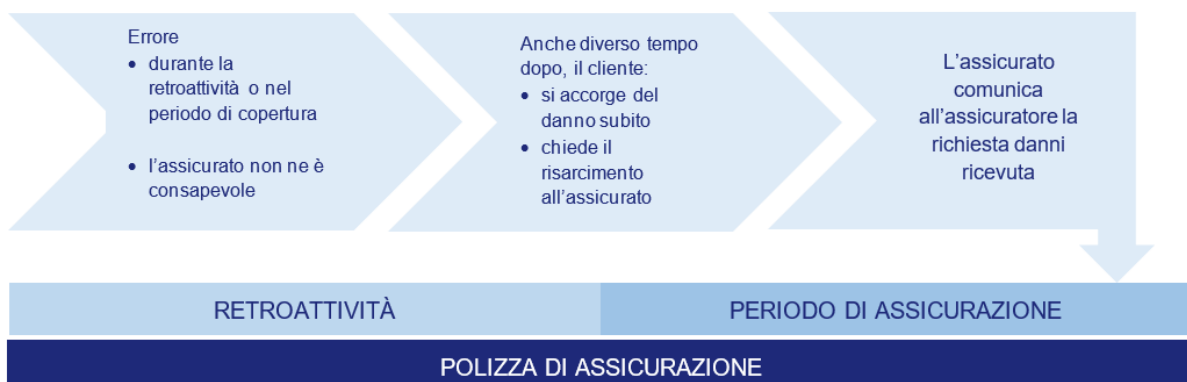 Errore
• durante la
retroattività o nel
periodo di copertura
• l'assicurato non ne è
consapevole
Anche diverso tempo
dopo, il cliente:
• si accorge del
danno subito
• chiede il
risarcimento
all'assicurato
L'assicurato
comunica
all'assicuratore la
richiesta danni
ricevuta
RETROATTIVITÀ
PERIODO DI ASSICURAZIONE
POLIZZA DI ASSICURAZIONE